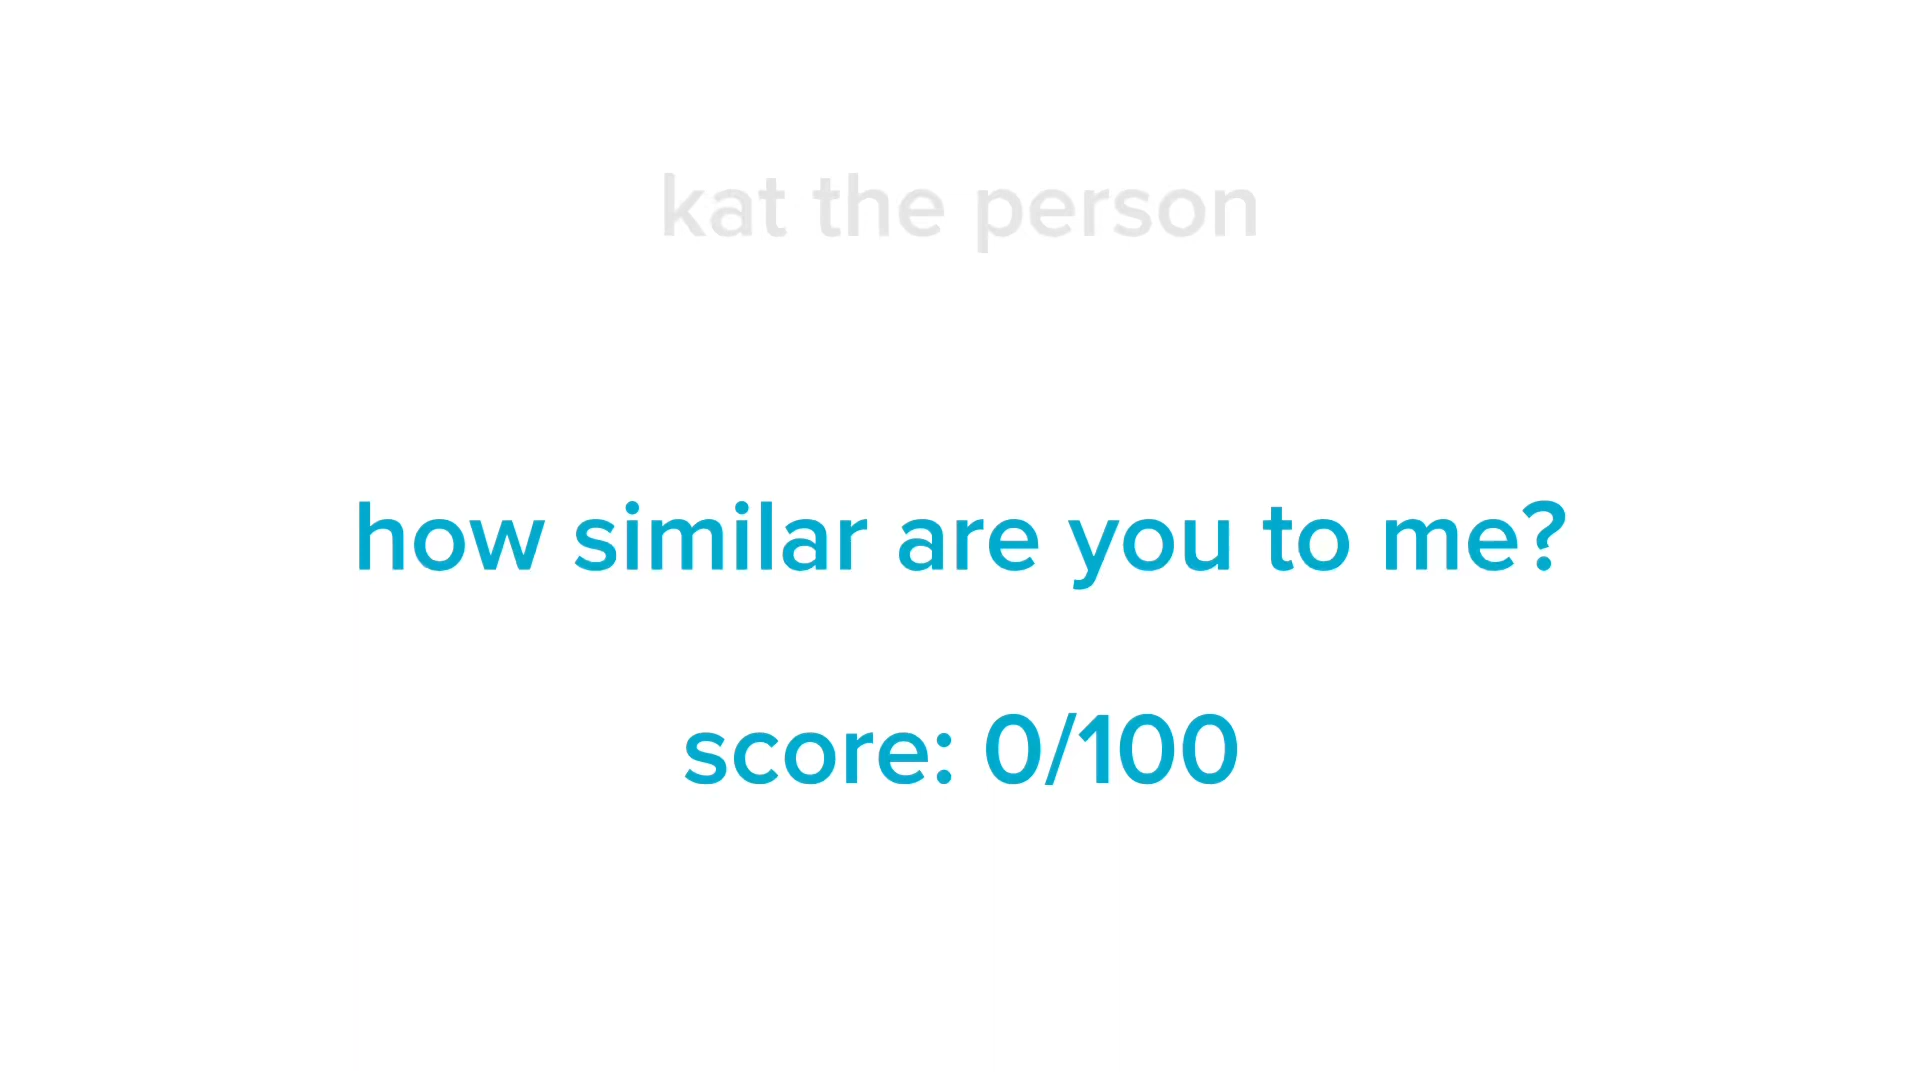 kat the person
how similar are you to me?
score: 0/100